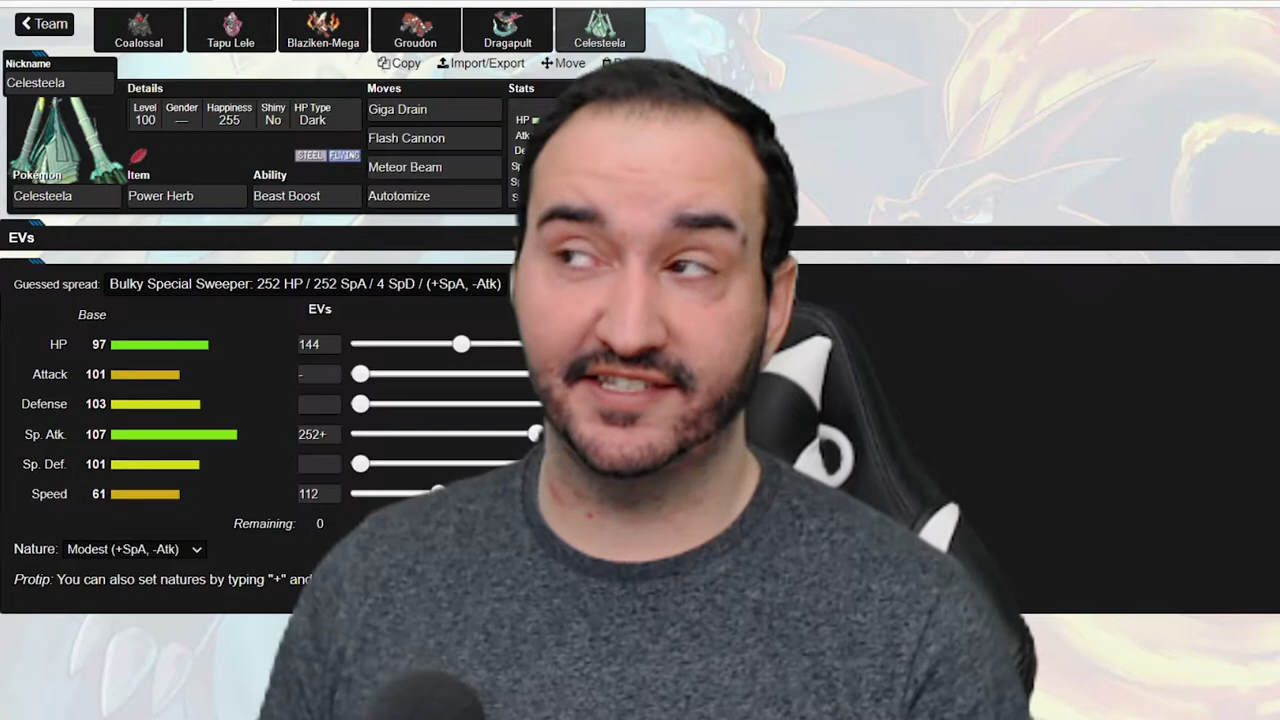 Team
Coalossal
Tapu Lele
Blaziken-Mega
Groudon
Dragapult
Celesteela
Copy
Import/Export
Move
Nickname
Celesteela
Details
Level
100
Gender
—
Happiness
255
Shiny
No
HP Type
Dark
STEEL FLYING
Pokémon
Celesteela
Item
Power Herb
Ability
Beast Boost
Moves
Giga Drain
Flash Cannon
Meteor Beam
Autotomize
Stats
HP
Atk
EVs
Guessed spread: Bulky Special Sweeper: 252 HP / 252 SpA / 4 SpD / (+SpA, -Atk)
Base EVs
HP 97 144
Attack 101 -
Defense 103
Sp. Atk. 107 252+
Sp. Def. 101
Speed 61 112
Remaining: 0
Nature: Modest (+SpA, -Atk)
Protip: You can also set natures by typing "+" and